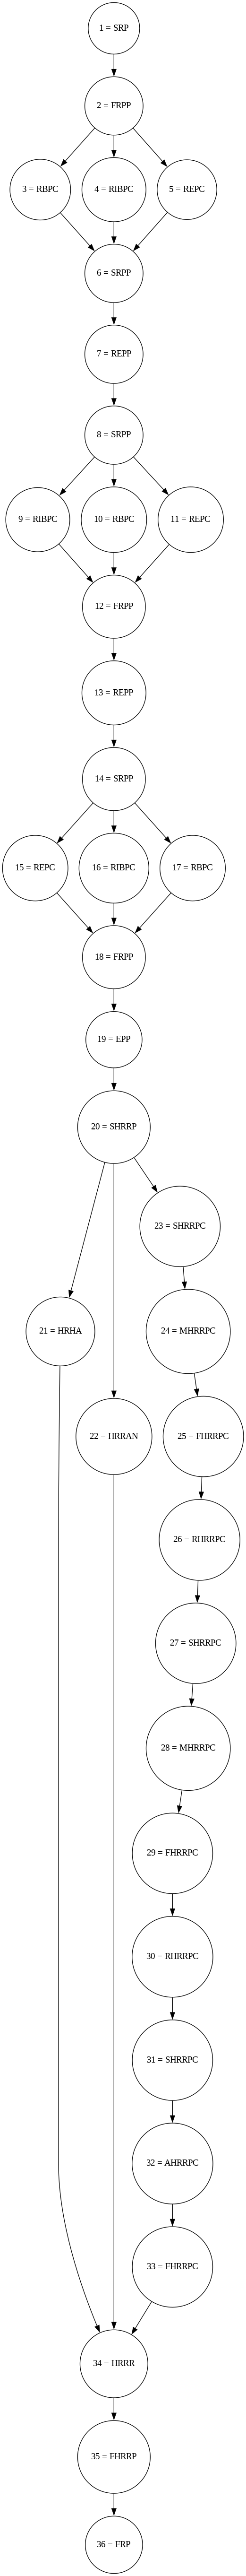 1 = SRP
2 = FRPP
3 = RBPC
4 = RIBPC
5 = REPC
6 = SRPP
7 = REPP
8 = SRPP
9 = RIBPC
10 = RBPC
11 = REPC
12 = FRPP
13 = REPP
14 = SRPP
15 = REPC
16 = RIBPC
17 = RBPC
18 = FRPP
19 = EPP
20 = SHRRP
23 = SHRRPC
21 = HRHA
24 = MHRRPC
22 = HRRAN
25 = FHRRPC
26 = RHRRPC
27 = SHRRPC
28 = MHRRPC
29 = FHRRPC
30 = RHRRPC
31 = SHRRPC
32 = AHRRPC
33 = FHRRPC
34 = HRRR
35 = FHRRP
36 = FRP